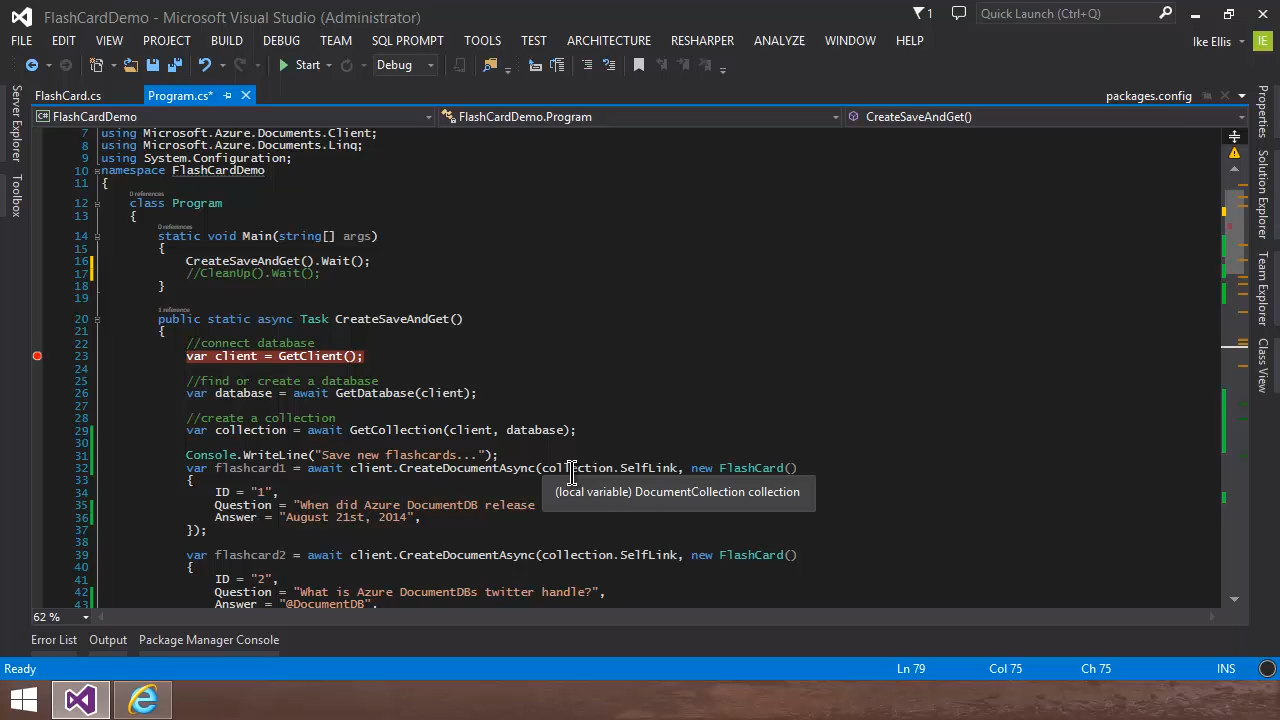 FlashCardDemo - Microsoft Visual Studio (Administrator)
1
Quick Launch (Ctrl+Q)
FILE EDIT VIEW PROJECT BUILD DEBUG TEAM SQL PROMPT TOOLS TEST ARCHITECTURE RESHARPER ANALYZE WINDOW HELP
Ike Ellis
IE
Start
Debug
FlashCard.cs
Program.cs*
packages.config
FlashCardDemo
FlashCardDemo.Program
CreateSaveAndGet()
Server Explorer
Toolbox
7 using Microsoft.Azure.Documents.Client;
8 using Microsoft.Azure.Documents.Linq;
9 using System.Configuration;
10 namespace FlashCardDemo
11 {
0 references
12 class Program
13 {
0 references
14 static void Main(string[] args)
15 {
16 CreateSaveAndGet().Wait();
17 //CleanUp().Wait();
18 }
19
1 reference
20 public static async Task CreateSaveAndGet()
21 {
22 //connect database
23 var client = GetClient();
24
25 //find or create a database
26 var database = await GetDatabase(client);
27
28 //create a collection
29 var collection = await GetCollection(client, database);
30
31 Console.WriteLine("Save new flashcards...");
32 var flashcard1 = await client.CreateDocumentAsync(collection.SelfLink, new FlashCard()
33 {
34 ID = "1",
(local variable) DocumentCollection collection
35 Question = "When did Azure DocumentDB release
36 Answer = "August 21st, 2014",
37 });
38
39 var flashcard2 = await client.CreateDocumentAsync(collection.SelfLink, new FlashCard()
40 {
41 ID = "2",
42 Question = "What is Azure DocumentDBs twitter handle?",
43 Answer = "@DocumentDB",
Properties
Solution Explorer
Team Explorer
Class View
62 %
Error List
Output
Package Manager Console
Ready
Ln 79
Col 75
Ch 75
INS